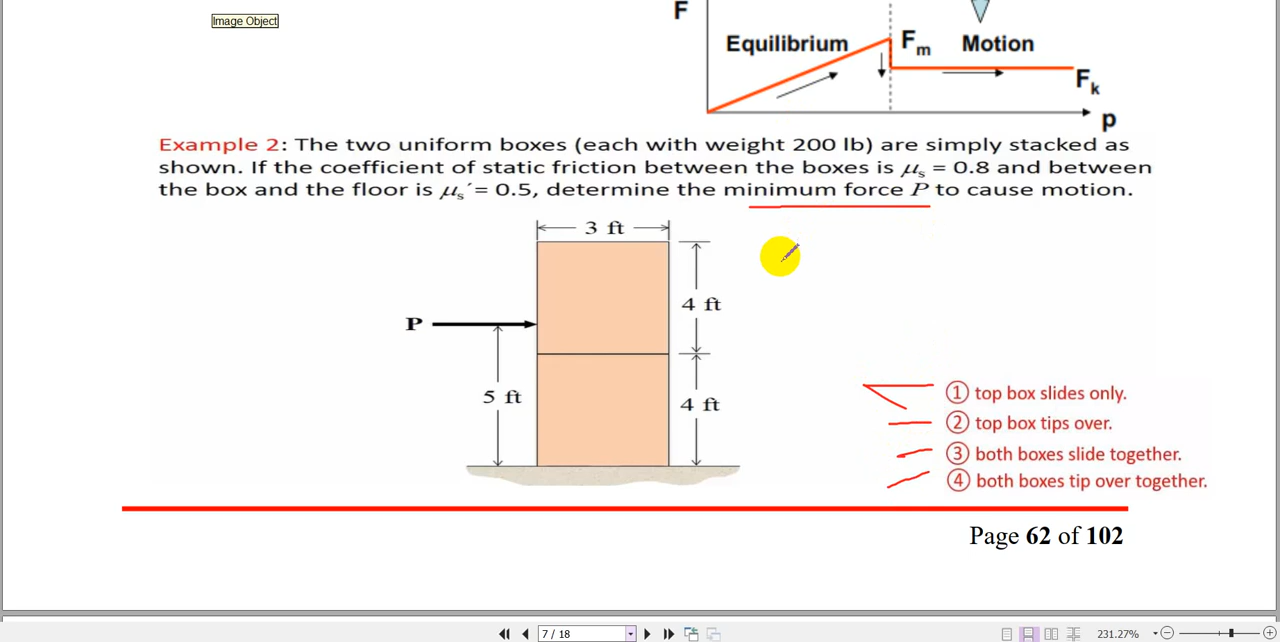 Image Object
F
Equilibrium
Fm
Motion
Fk
p
Example 2: The two uniform boxes (each with weight 200 lb) are simply stacked as
shown. If the coefficient of static friction between the boxes is μs = 0.8 and between
the box and the floor is μs´= 0.5, determine the minimum force P to cause motion.
3 ft
4 ft
P
5 ft
4 ft
① top box slides only.
② top box tips over.
③ both boxes slide together.
④ both boxes tip over together.
Page 62 of 102
7 / 18
231.27%